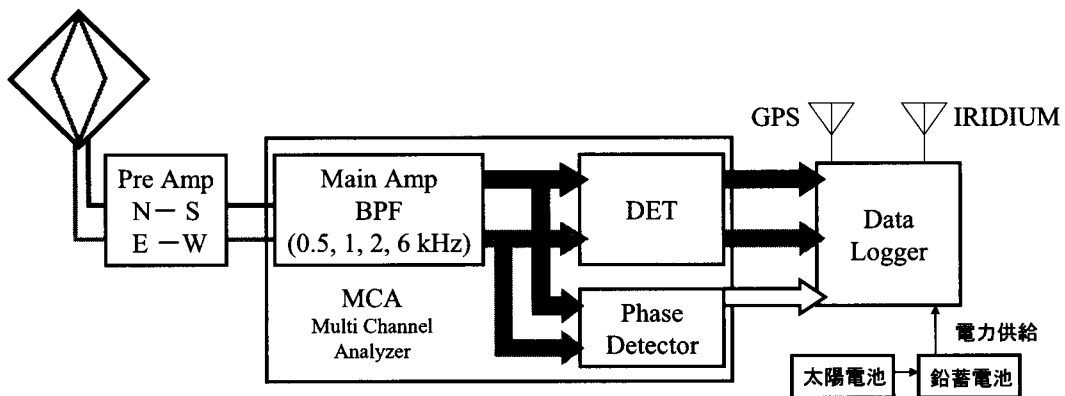 GPS
IRIDIUM
Pre Amp
N－S
E－W
Main Amp
BPF
(0.5, 1, 2, 6 kHz)
MCA
Multi Channel
Analyzer
DET
Phase
Detector
Data
Logger
電力供給
太陽電池
鉛蓄電池